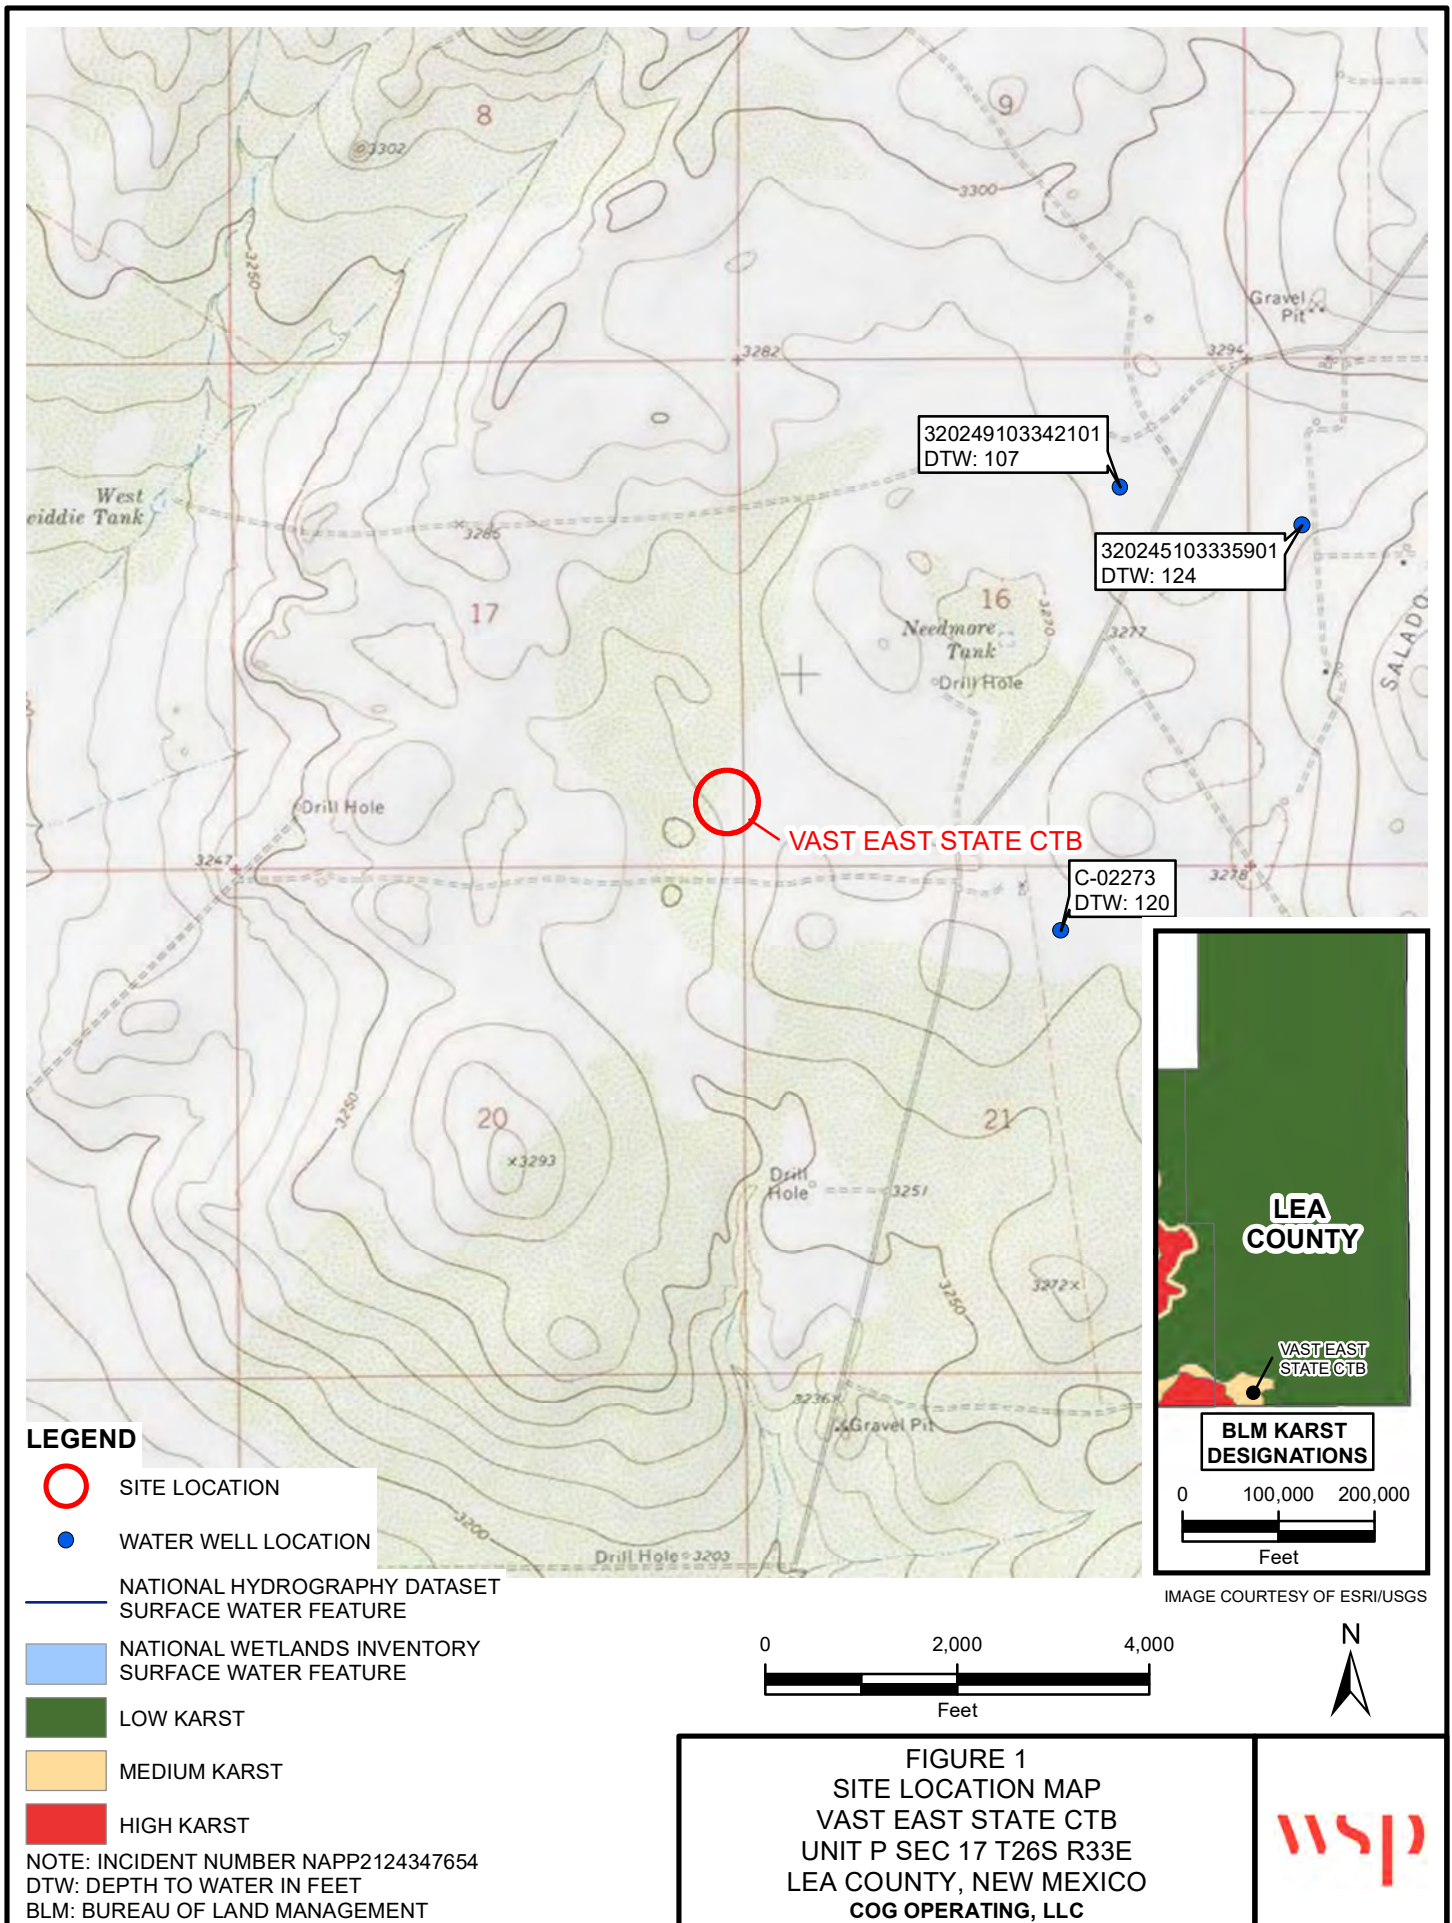 8
9
3302
3300
3250
Gravel
Pit
3282
3294
320249103342101
DTW: 107
West
eiddie Tank
3285
320245103335901
DTW: 124
17
16
Needmore
Tank
3270
3277
SALADO
Drill Hole
Drill Hole
VAST EAST STATE CTB
3247
C-02273
DTW: 120
3278
3250
20
21
×3293
Drill
Hole
3251
LEA
COUNTY
3272×
3250
VAST EAST
STATE CTB
3236×
Gravel Pit
BLM KARST
DESIGNATIONS
0 100,000 200,000
Feet
3200
Drill Hole 3203
IMAGE COURTESY OF ESRI/USGS
LEGEND
SITE LOCATION
WATER WELL LOCATION
NATIONAL HYDROGRAPHY DATASET
SURFACE WATER FEATURE
NATIONAL WETLANDS INVENTORY
SURFACE WATER FEATURE
LOW KARST
MEDIUM KARST
HIGH KARST
NOTE: INCIDENT NUMBER NAPP2124347654
DTW: DEPTH TO WATER IN FEET
BLM: BUREAU OF LAND MANAGEMENT
0 2,000 4,000
Feet
N
FIGURE 1
SITE LOCATION MAP
VAST EAST STATE CTB
UNIT P SEC 17 T26S R33E
LEA COUNTY, NEW MEXICO
COG OPERATING, LLC
wsp